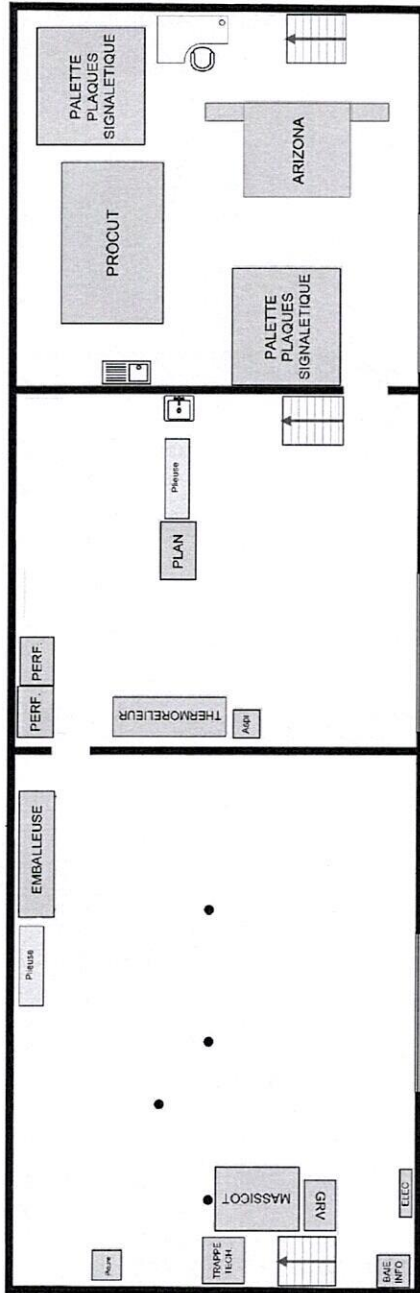 PALETTE
PLAQUES
SIGNALETIQUE
PROCUT
ARIZONA
PALETTE
PLAQUES
SIGNALETIQUE
Plieuse
PLAN
PERF.
PERF.
THERMORELIEUR
Aspi
EMBALLEUSE
Plieuse
MASSICOT
GRV
TRAPPE
TECH.
ELEC
BAIE
INFO